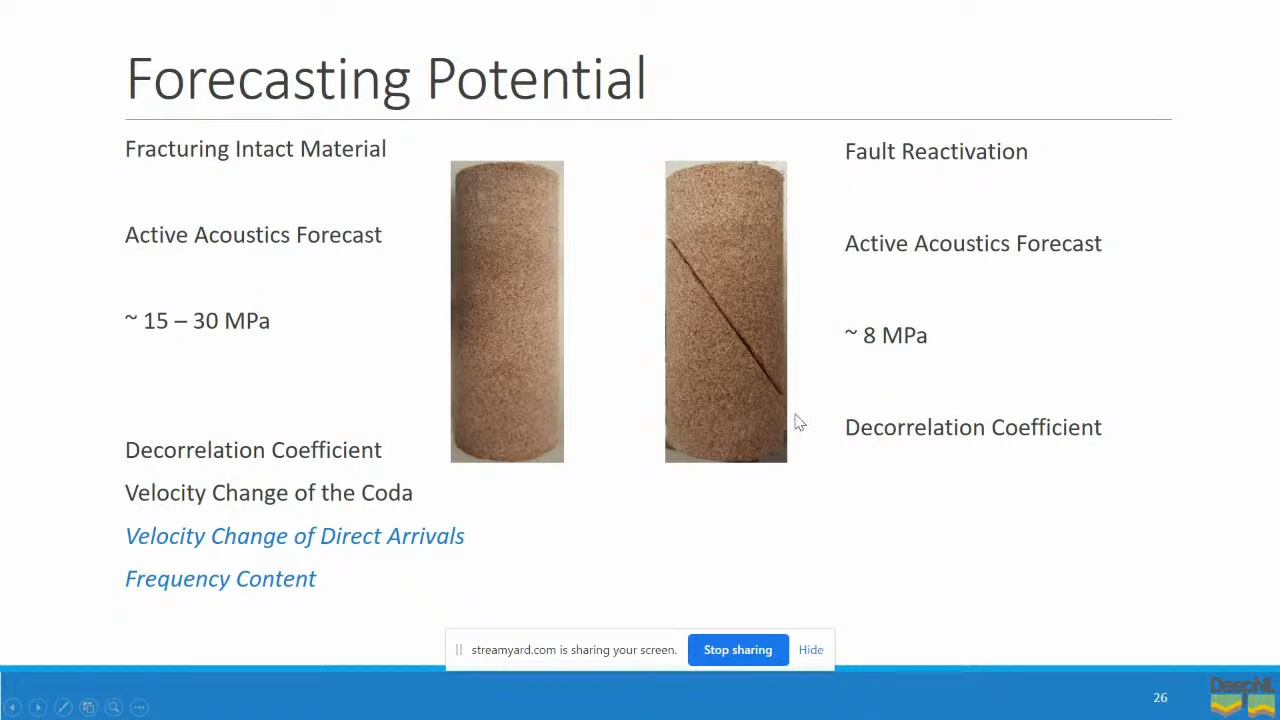 Forecasting Potential
Fracturing Intact Material
Active Acoustics Forecast
~ 15 – 30 MPa
Decorrelation Coefficient
Velocity Change of the Coda
Velocity Change of Direct Arrivals
Frequency Content
Fault Reactivation
Active Acoustics Forecast
~ 8 MPa
Decorrelation Coefficient
streamyard.com is sharing your screen. Stop sharing Hide
26
DeepNL